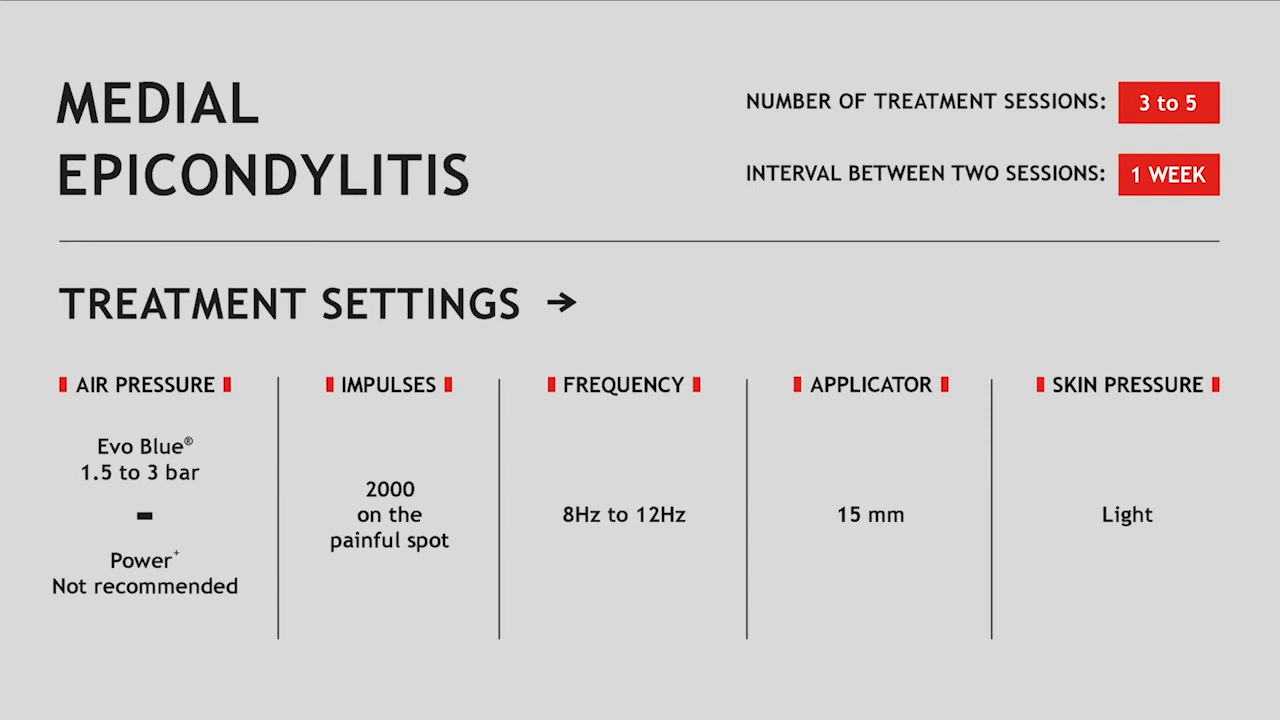 MEDIAL
EPICONDYLITIS
NUMBER OF TREATMENT SESSIONS: 3 to 5
INTERVAL BETWEEN TWO SESSIONS: 1 WEEK
TREATMENT SETTINGS →
AIR PRESSURE
Evo Blue®
1.5 to 3 bar
-
Power+
Not recommended
IMPULSES
2000
on the
painful spot
FREQUENCY
8Hz to 12Hz
APPLICATOR
15 mm
SKIN PRESSURE
Light